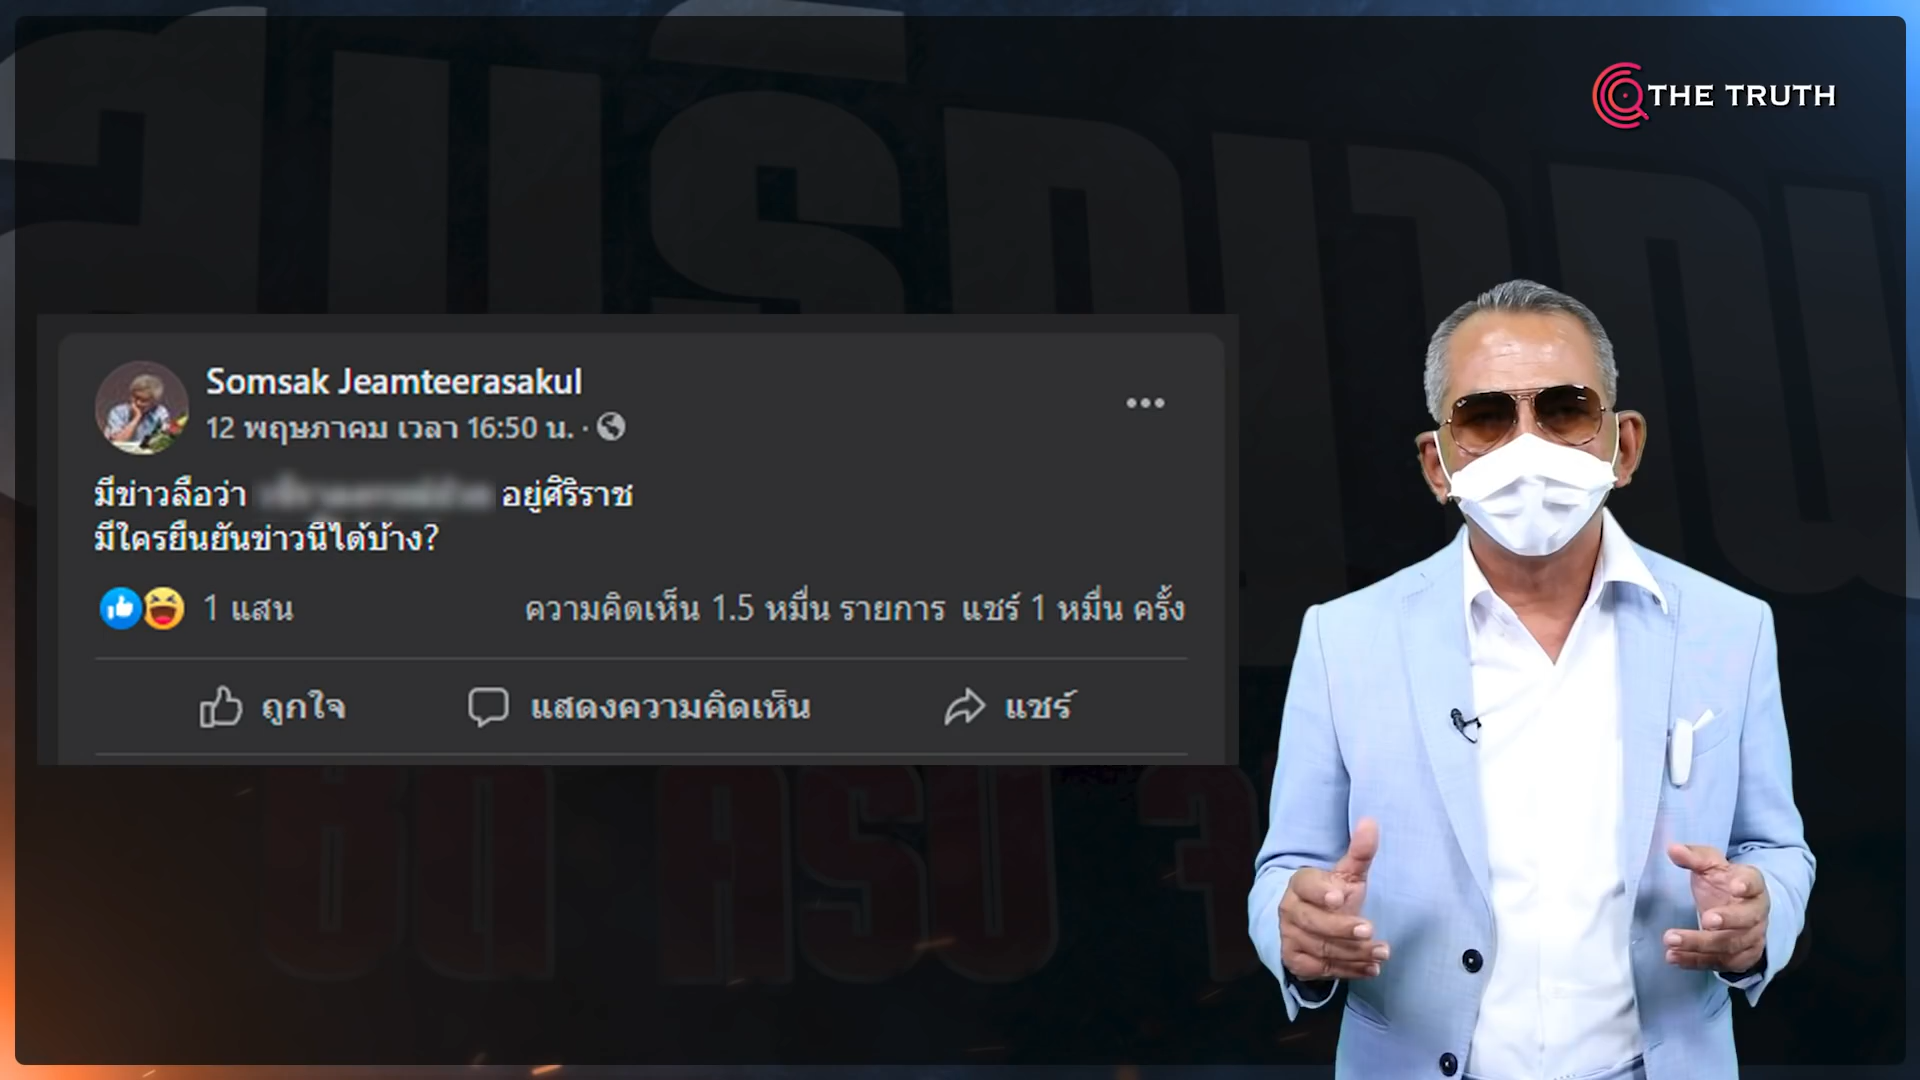 THE TRUTH
Somsak Jeamteerasakul
12 พฤษภาคม เวลา 16:50 น. ·
มีข่าวลือว่า อยู่ศิริราช
มีใครยืนยันข่าวนี้ได้บ้าง?
1 แสน ความคิดเห็น 1.5 หมื่น รายการ แชร์ 1 หมื่น ครั้ง
ถูกใจ แสดงความคิดเห็น แชร์